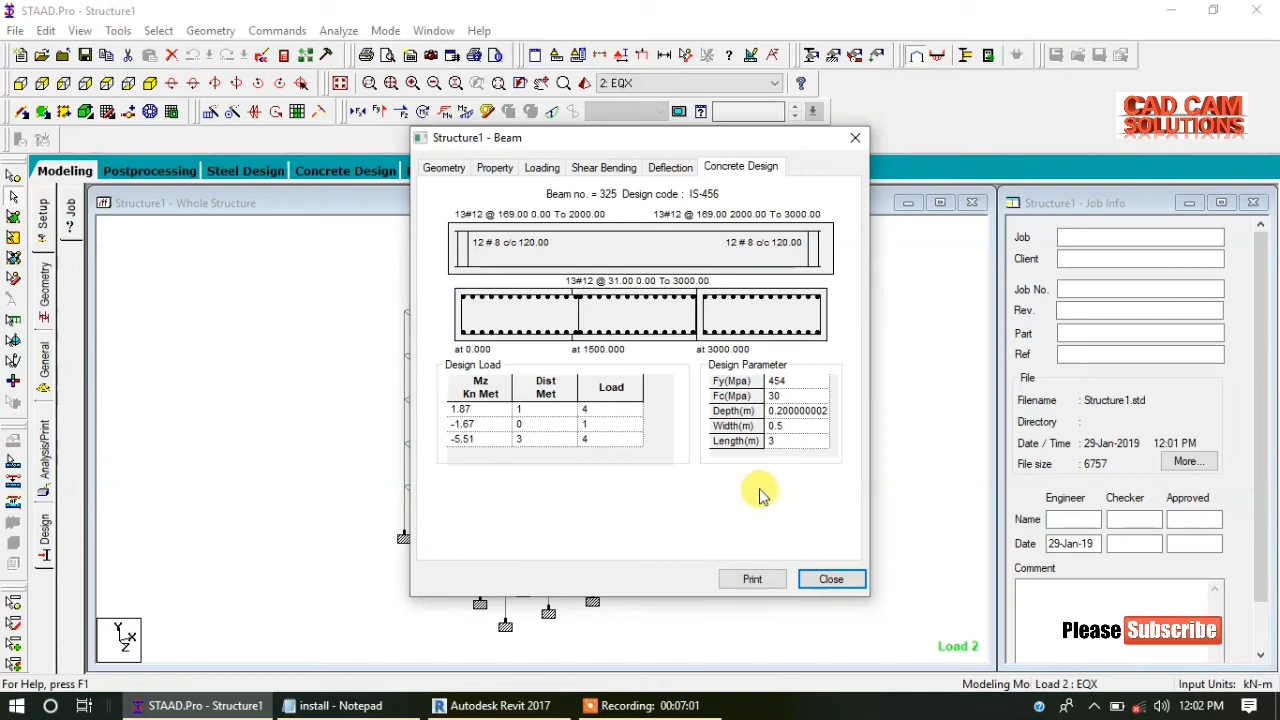 STAAD.Pro - Structure1
File Edit View Tools Select Geometry Commands Analyze Mode Window Help
2: EQX
CAD CAM
SOLUTIONS
Modeling Postprocessing Steel Design Concrete Design
Structure1 - Whole Structure
Structure1 - Beam
Geometry Property Loading Shear Bending Deflection Concrete Design
Beam no. = 325 Design code : IS-456
13#12 @ 169.00 0.00 To 2000.00 13#12 @ 169.00 2000.00 To 3000.00
12 # 8 c/c 120.00 12 # 8 c/c 120.00
13#12 @ 31.00 0.00 To 3000.00
at 0.000 at 1500.000 at 3000.000
Design Load
Mz Dist Load
Kn Met Met
1.87 1 4
-1.67 0 1
-5.51 3 4
Design Parameter
Fy(Mpa) 454
Fc(Mpa) 30
Depth(m) 0.200000002
Width(m) 0.5
Length(m) 3
Print Close
Setup
Job
Geometry
General
Analysis/Print
Design
Y
X
Z
Load 2
Structure1 - Job Info
Job
Client
Job No.
Rev.
Part
Ref
File
Filename : Structure1.std
Directory :
Date / Time : 29-Jan-2019 12:01 PM
File size : 6757 More...
Engineer Checker Approved
Name
Date 29-Jan-19
Comment
Please Subscribe
For Help, press F1 Modeling Mo Load 2 : EQX Input Units: kN-m
STAAD.Pro - Structure1 install - Notepad Autodesk Revit 2017 Recording: 00:07:01 12:02 PM